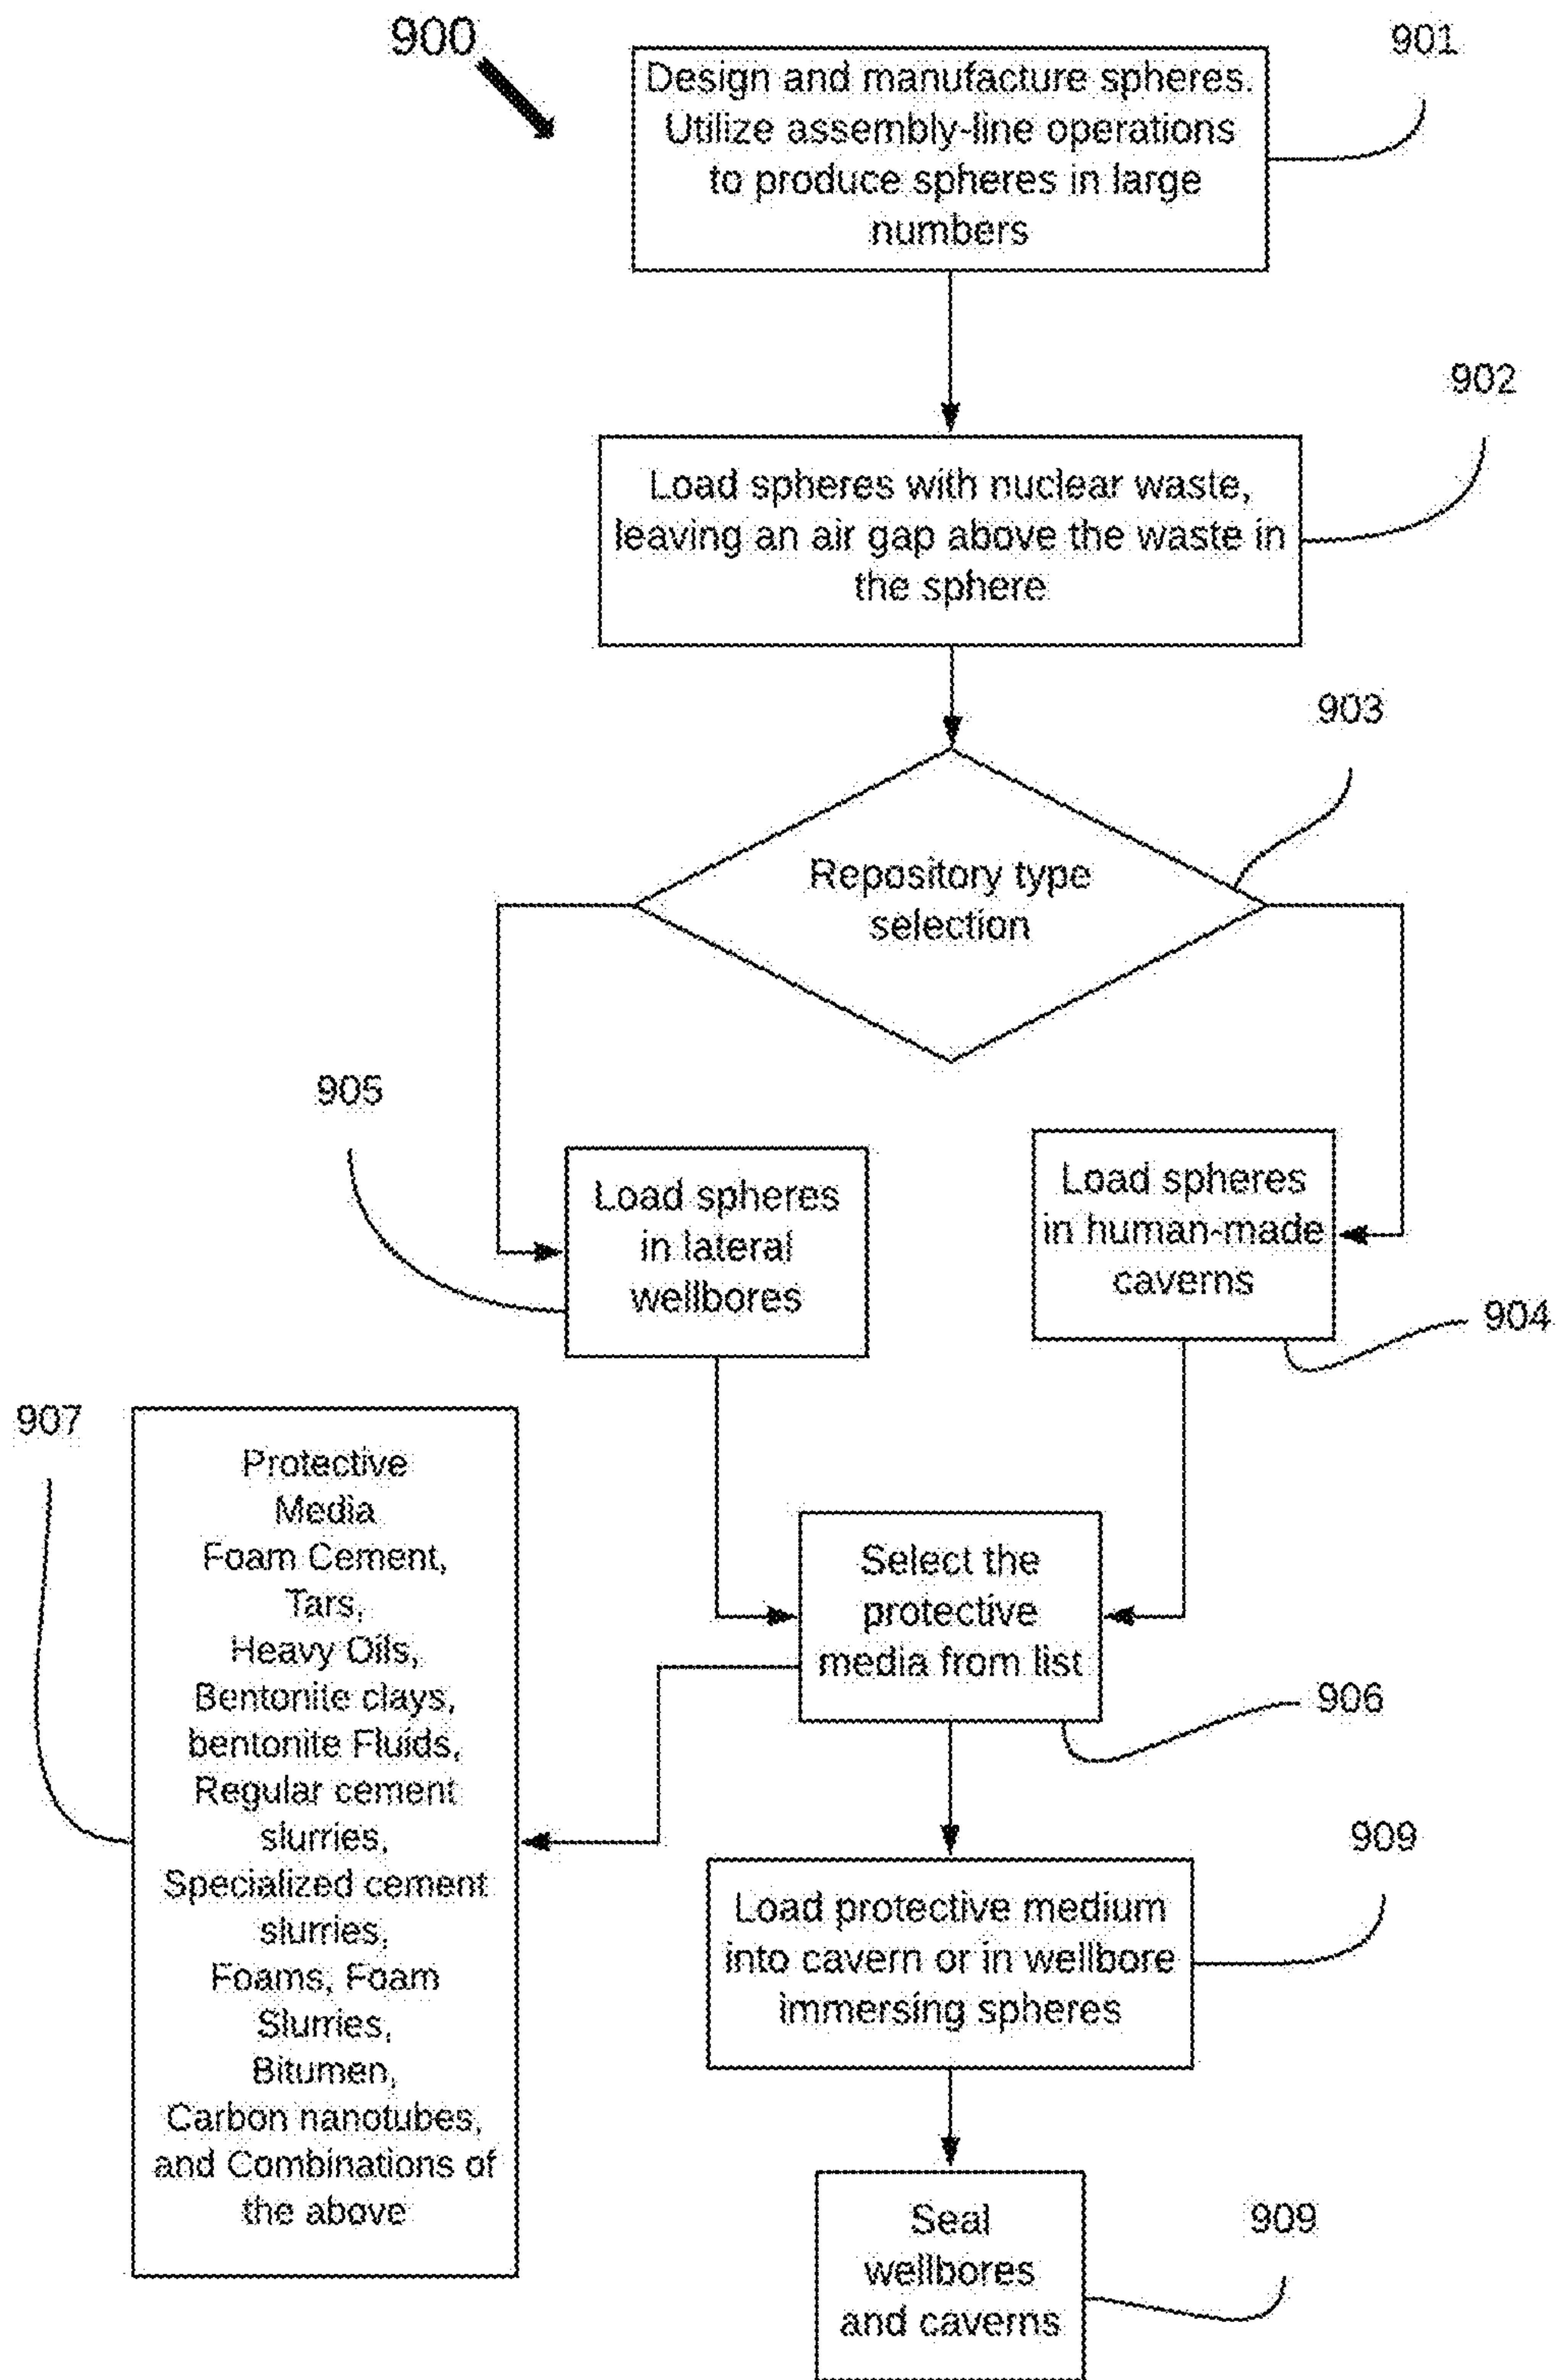 900
901
Design and manufacture spheres.
Utilize assembly-line operations
to produce spheres in large
numbers
902
Load spheres with nuclear waste,
leaving an air gap above the waste in
the sphere
903
Repository type
selection
905
Load spheres
in lateral
wellbores
Load spheres
in human-made
caverns
904
907
Protective
Media
Foam Cement,
Tars,
Heavy Oils,
Bentonite clays,
bentonite Fluids,
Regular cement
slurries,
Specialized cement
slurries,
Foams, Foam
Slurries,
Bitumen,
Carbon nanotubes,
and Combinations of
the above
Select the
protective
media from list
906
909
Load protective medium
into cavern or in wellbore
immersing spheres
909
Seal
wellbores
and caverns